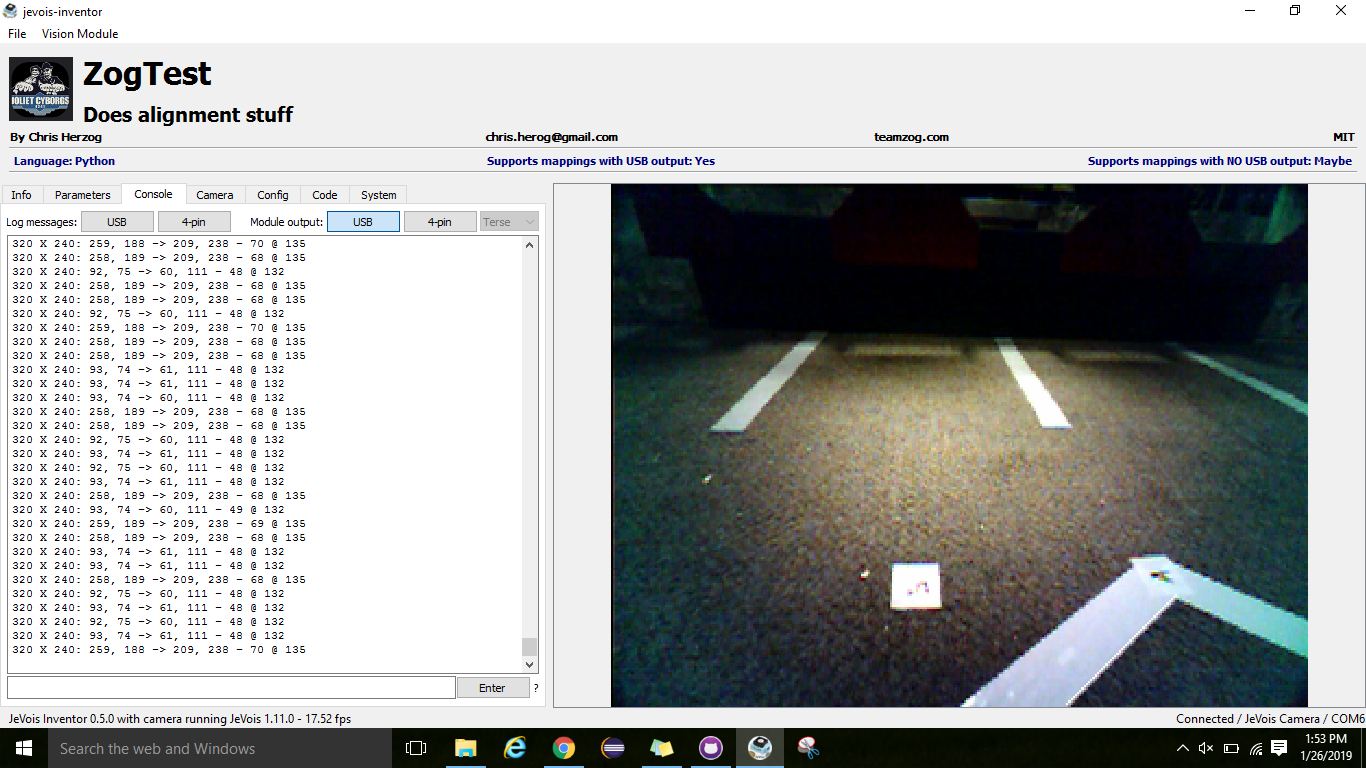 jevois-inventor
File Vision Module
JOLIET CYBORGS
ZogTest
Does alignment stuff
By Chris Herzog chris.herog@gmail.com teamzog.com MIT
Language: Python Supports mappings with USB output: Yes Supports mappings with NO USB output: Maybe
Info Parameters Console Camera Config Code System
Log messages: USB 4-pin Module output: USB 4-pin Terse
320 X 240: 259, 188 -> 209, 238 - 70 @ 135
320 X 240: 258, 189 -> 209, 238 - 68 @ 135
320 X 240: 92, 75 -> 60, 111 - 48 @ 132
320 X 240: 258, 189 -> 209, 238 - 68 @ 135
320 X 240: 258, 189 -> 209, 238 - 68 @ 135
320 X 240: 92, 75 -> 60, 111 - 48 @ 132
320 X 240: 259, 188 -> 209, 238 - 70 @ 135
320 X 240: 258, 189 -> 209, 238 - 68 @ 135
320 X 240: 258, 189 -> 209, 238 - 68 @ 135
320 X 240: 93, 74 -> 61, 111 - 48 @ 132
320 X 240: 93, 74 -> 61, 111 - 48 @ 132
320 X 240: 93, 74 -> 60, 111 - 48 @ 132
320 X 240: 258, 189 -> 209, 238 - 68 @ 135
320 X 240: 258, 189 -> 209, 238 - 68 @ 135
320 X 240: 92, 75 -> 60, 111 - 48 @ 132
320 X 240: 93, 74 -> 61, 111 - 48 @ 132
320 X 240: 92, 75 -> 60, 111 - 48 @ 132
320 X 240: 93, 74 -> 61, 111 - 48 @ 132
320 X 240: 258, 189 -> 209, 238 - 68 @ 135
320 X 240: 93, 74 -> 60, 111 - 49 @ 132
320 X 240: 259, 189 -> 209, 238 - 69 @ 135
320 X 240: 258, 189 -> 209, 238 - 68 @ 135
320 X 240: 93, 74 -> 61, 111 - 48 @ 132
320 X 240: 93, 74 -> 61, 111 - 48 @ 132
320 X 240: 258, 189 -> 209, 238 - 68 @ 135
320 X 240: 92, 75 -> 60, 111 - 48 @ 132
320 X 240: 93, 74 -> 61, 111 - 48 @ 132
320 X 240: 92, 75 -> 60, 111 - 48 @ 132
320 X 240: 93, 74 -> 61, 111 - 48 @ 132
320 X 240: 259, 188 -> 209, 238 - 70 @ 135
Enter ?
JeVois Inventor 0.5.0 with camera running JeVois 1.11.0 - 17.52 fps Connected / JeVois Camera / COM6
Search the web and Windows
1:53 PM
1/26/2019